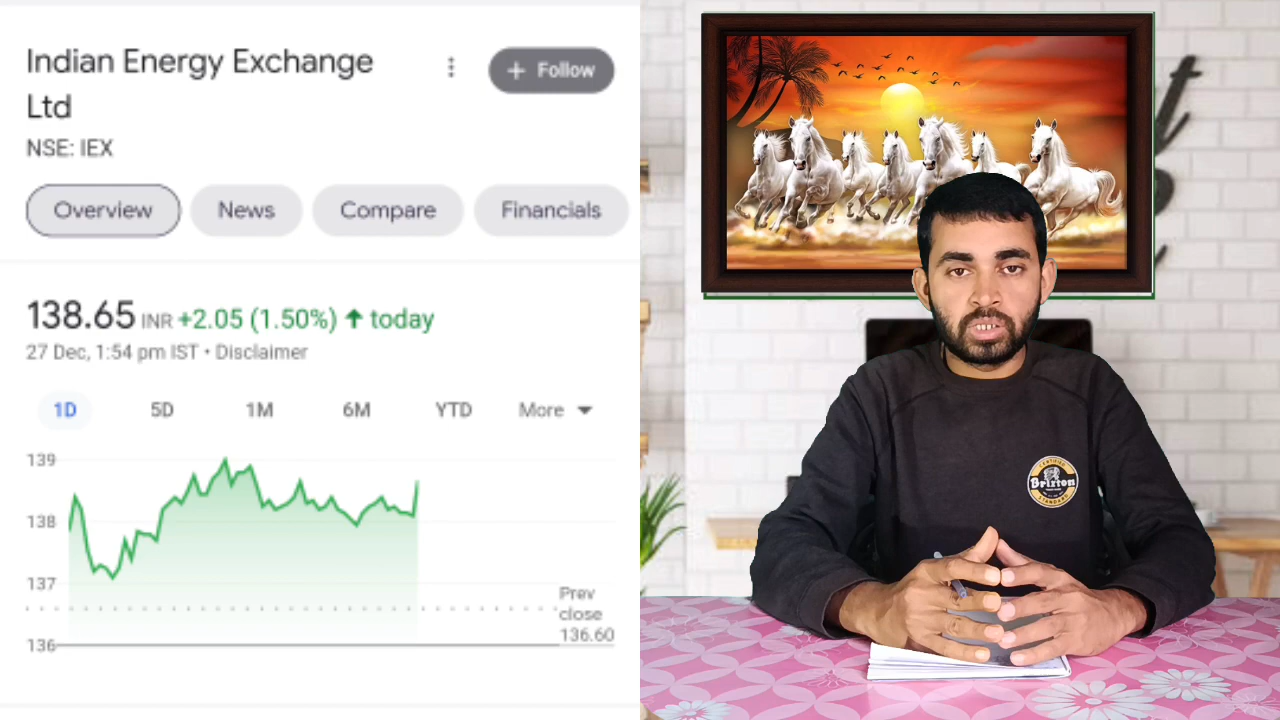 Indian Energy Exchange
Ltd
+ Follow
NSE: IEX
Overview
News
Compare
Financials
138.65 INR +2.05 (1.50%) ↑ today
27 Dec, 1:54 pm IST • Disclaimer
1D
5D
1M
6M
YTD
More
139
138
137
136
Prev
close
136.60
CERTIFIED
Brixton
STANDARD